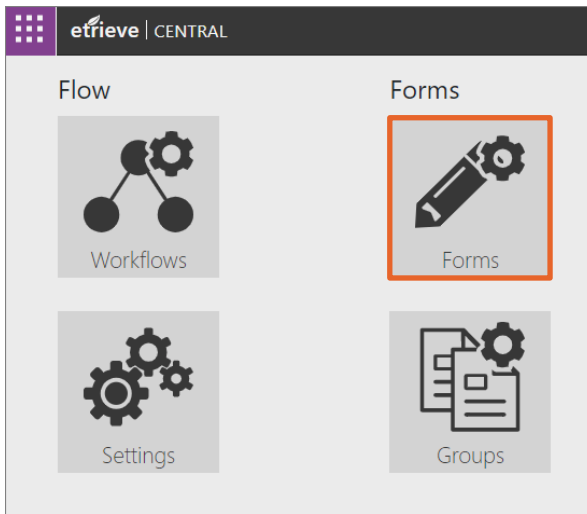 etrieve | CENTRAL
Flow
Forms
Workflows
Forms
Settings
Groups